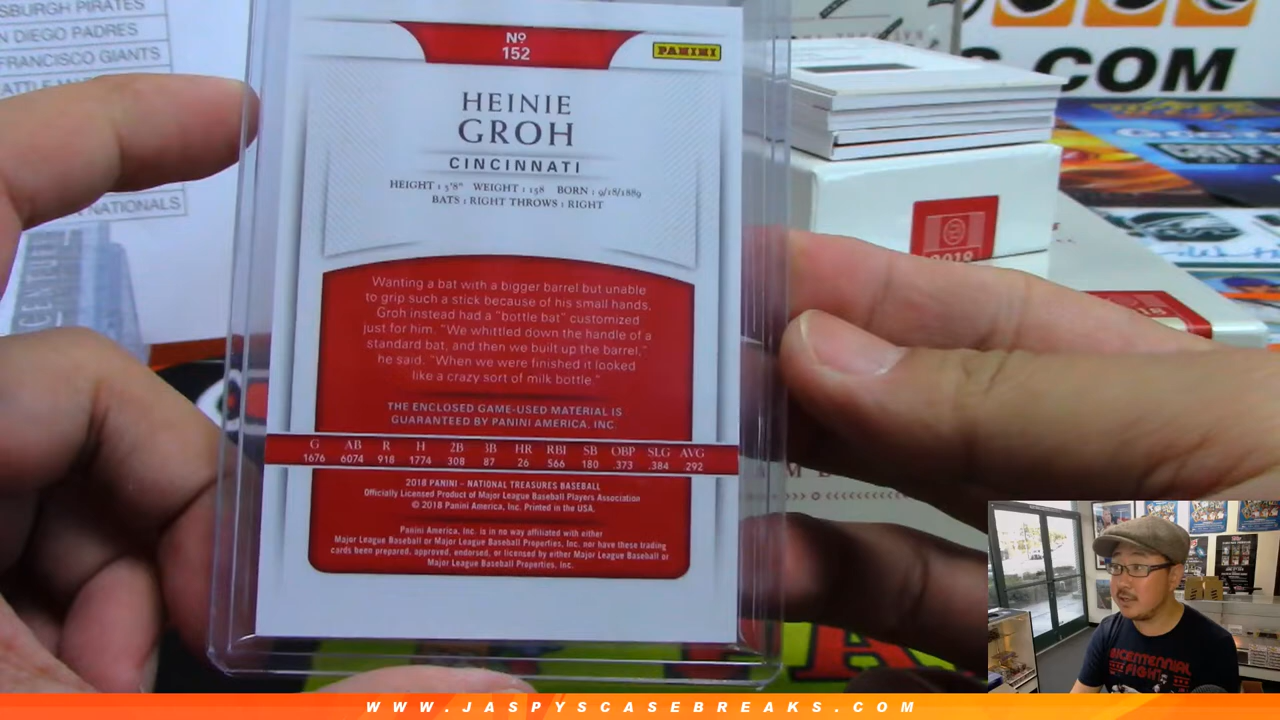 SBURGH PIRATES
N DIEGO PADRES
FRANCISCO GIANTS
NATIONALS
S.COM
Nº
152
PANINI
HEINIE
GROH
CINCINNATI
HEIGHT : 5'8" WEIGHT : 158 BORN : 9/18/1889
BATS : RIGHT THROWS : RIGHT
Wanting a bat with a bigger barrel but unable
to grip such a stick because of his small hands,
Groh instead had a "bottle bat" customized
just for him. "We whittled down the handle of a
standard bat, and then we built up the barrel,"
he said. "When we were finished it looked
like a crazy sort of milk bottle."
THE ENCLOSED GAME-USED MATERIAL IS
GUARANTEED BY PANINI AMERICA, INC.
G AB R H 2B 3B HR RBI SB OBP SLG AVG
1676 6074 918 1774 308 87 26 566 180 .373 .384 .292
2018 PANINI – NATIONAL TREASURES BASEBALL
Officially Licensed Product of Major League Baseball Players Association
© 2018 Panini America, Inc. Printed in the USA.
Panini America, Inc. is in no way affiliated with either
Major League Baseball or Major League Baseball Properties, Inc. nor have these trading
cards been prepared, approved, endorsed, or licensed by either Major League Baseball or
Major League Baseball Properties, Inc.
2018
18
BICENTENNIAL
FIGHT
WWW.JASPYSCASEBREAKS.COM